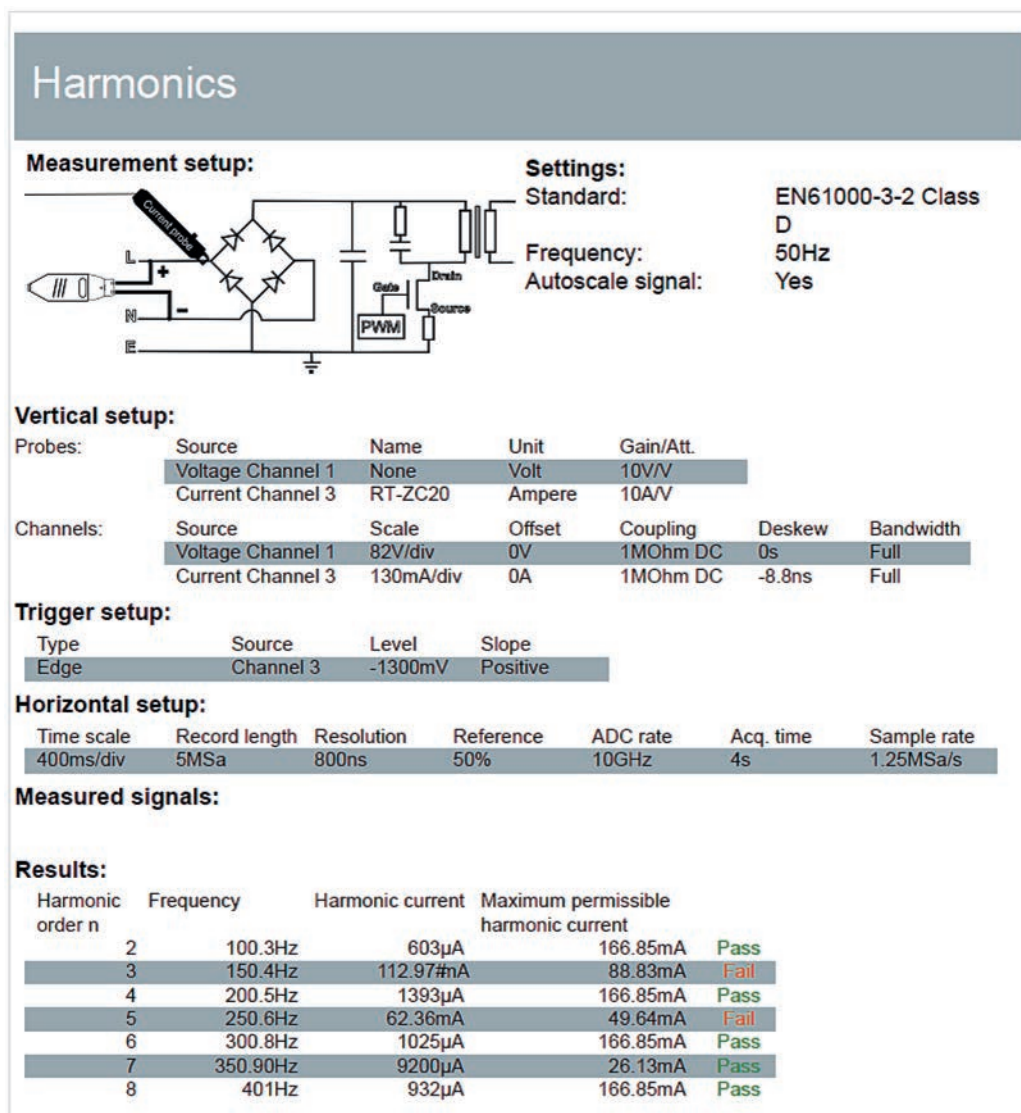 Harmonics
Measurement setup:
Settings:
Standard: EN61000-3-2 Class
D
Frequency: 50Hz
Autoscale signal: Yes
Current probe
L
+
-
N
E
Gate
Drain
Source
PWM
Vertical setup:
Probes: Source Name Unit Gain/Att.
Voltage Channel 1 None Volt 10V/V
Current Channel 3 RT-ZC20 Ampere 10A/V
Channels: Source Scale Offset Coupling Deskew Bandwidth
Voltage Channel 1 82V/div 0V 1MOhm DC 0s Full
Current Channel 3 130mA/div 0A 1MOhm DC -8.8ns Full
Trigger setup:
Type Source Level Slope
Edge Channel 3 -1300mV Positive
Horizontal setup:
Time scale Record length Resolution Reference ADC rate Acq. time Sample rate
400ms/div 5MSa 800ns 50% 10GHz 4s 1.25MSa/s
Measured signals:
Results:
Harmonic Frequency Harmonic current Maximum permissible
order n harmonic current
2 100.3Hz 603µA 166.85mA Pass
3 150.4Hz 112.97#nA 88.83mA Fail
4 200.5Hz 1393µA 166.85mA Pass
5 250.6Hz 62.36mA 49.64mA Fail
6 300.8Hz 1025µA 166.85mA Pass
7 350.90Hz 9200µA 26.13mA Pass
8 401Hz 932µA 166.85mA Pass